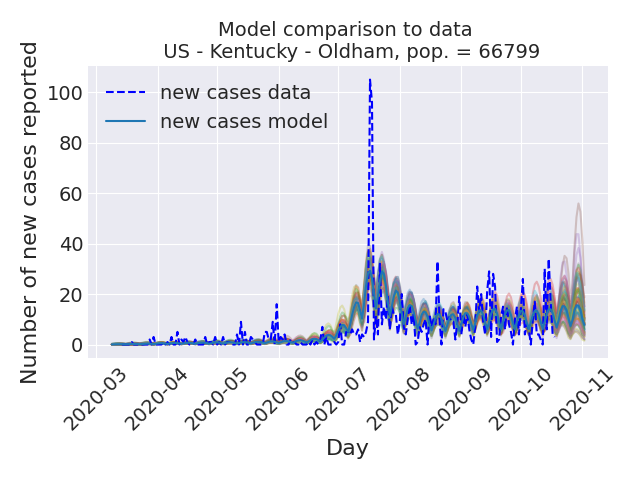 Model comparison to data
US - Kentucky - Oldham, pop. = 66799
new cases data
new cases model
Number of new cases reported
100
80
60
40
20
0
2020-03
2020-04
2020-05
2020-06
2020-07
2020-08
2020-09
2020-10
2020-11
Day